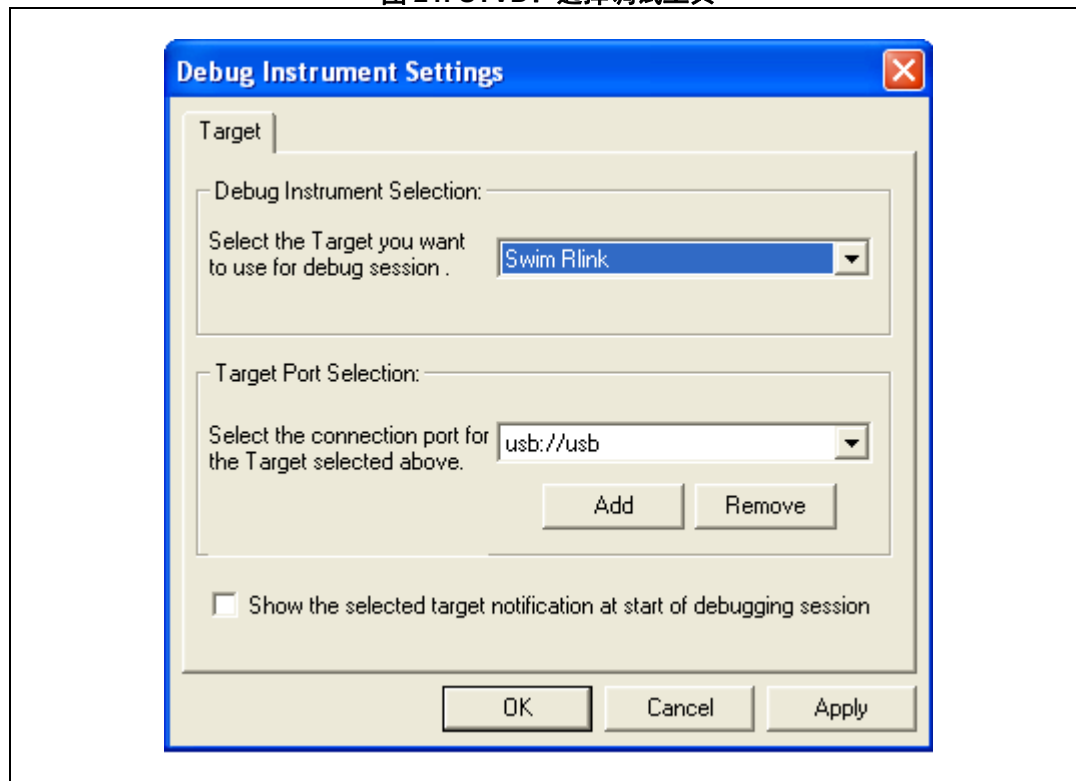 Debug Instrument Settings
Target
Debug Instrument Selection:
Select the Target you want
to use for debug session .
Swim Rlink
Target Port Selection:
Select the connection port for
the Target selected above.
usb://usb
Add
Remove
Show the selected target notification at start of debugging session
OK
Cancel
Apply